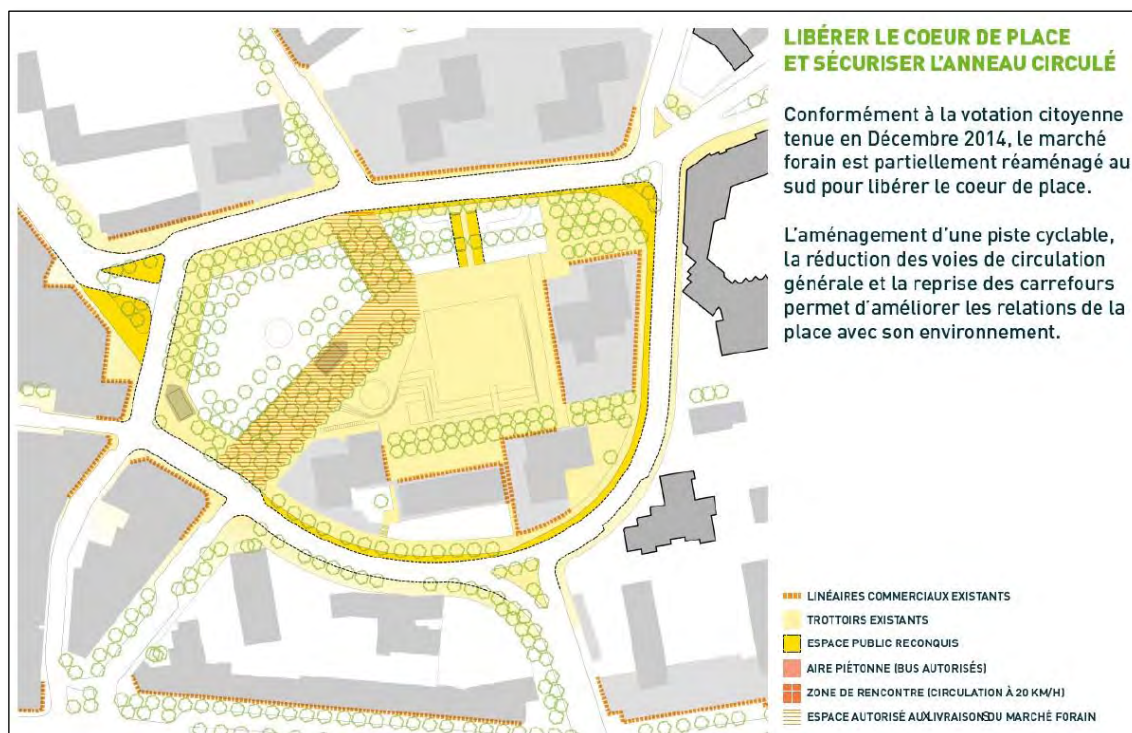 LIBÉRER LE COEUR DE PLACE
ET SÉCURISER L'ANNEAU CIRCULÉ
Conformément à la votation citoyenne
tenue en Décembre 2014, le marché
forain est partiellement réaménagé au
sud pour libérer le coeur de place.
L'aménagement d'une piste cyclable,
la réduction des voies de circulation
générale et la reprise des carrefours
permet d'améliorer les relations de la
place avec son environnement.
LINÉAIRES COMMERCIAUX EXISTANTS
TROTTOIRS EXISTANTS
ESPACE PUBLIC RECONQUIS
AIRE PIÉTONNE (BUS AUTORISÉS)
ZONE DE RENCONTRE (CIRCULATION À 20 KM/H)
ESPACE AUTORISÉ AUX LIVRAISONS DU MARCHÉ FORAIN